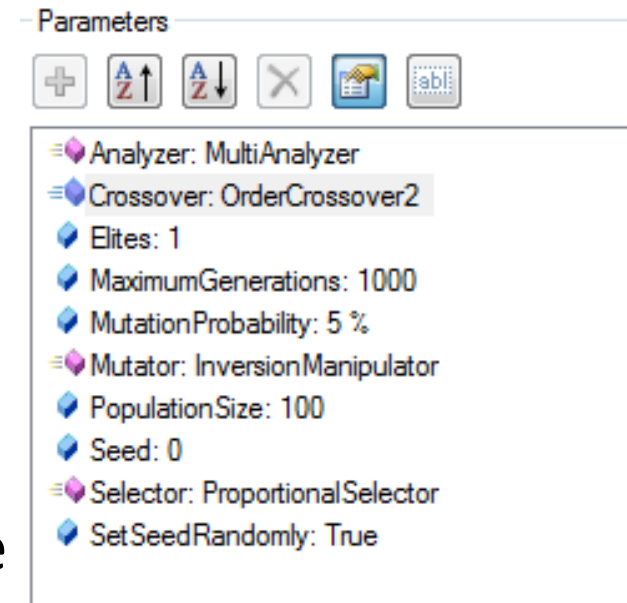 Parameters
A Z A Z abl
Analyzer: MultiAnalyzer
Crossover: OrderCrossover2
Elites: 1
MaximumGenerations: 1000
MutationProbability: 5 %
Mutator: InversionManipulator
PopulationSize: 100
Seed: 0
Selector: ProportionalSelector
SetSeedRandomly: True
e